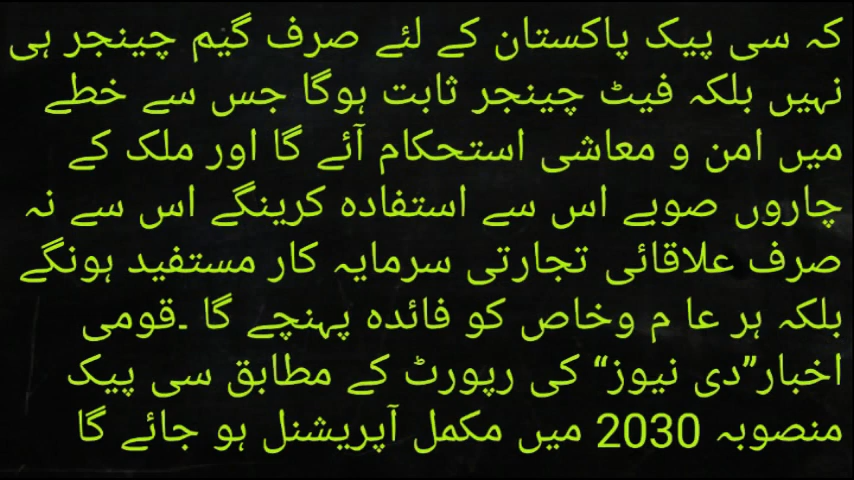 کہ سی پیک پاکستان کے لئے صرف گیٖم چینجر ہی
نہیں بلکہ فیٹ چینجر ثابت ہوگا جس سے خطے
میں امن و معاشی استحکام آئے گا اور ملک کے
چاروں صوبے اس سے استفادہ کرینگے اس سے نہ
صرف علاقائی تجارتی سرمایہ کار مستفید ہونگے
بلکہ ہر عا م وخاص کو فائدہ پہنچے گا ۔قومی
اخبار”دی نیوز“ کی رپورٹ کے مطابق سی پیک
منصوبہ 2030 میں مکمل آپریشنل ہو جائے گا